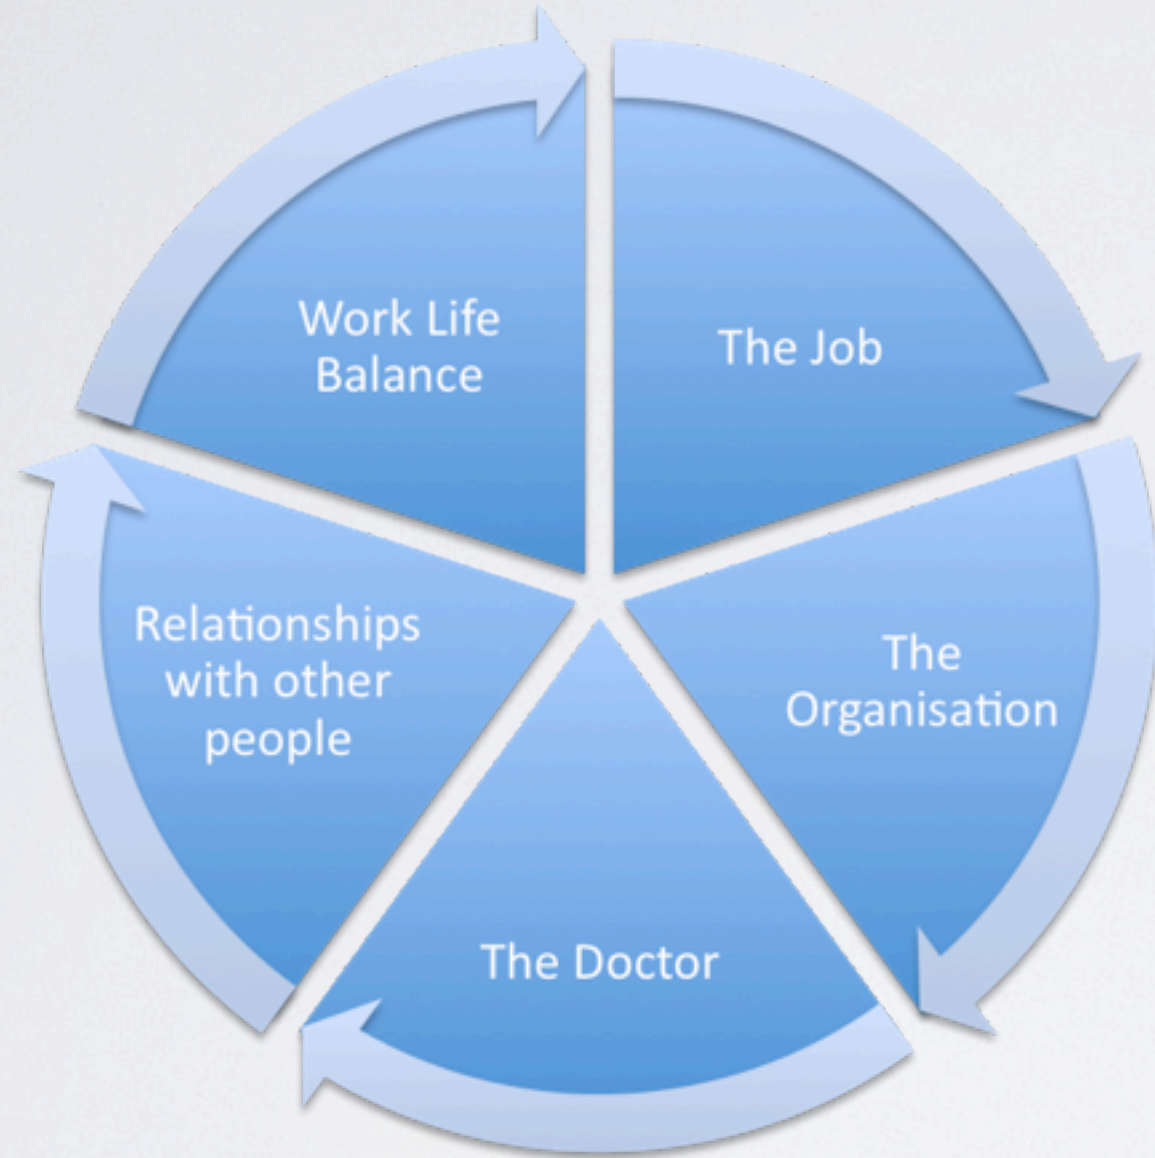 Work Life
Balance
The Job
The
Organisation
The Doctor
Relationships
with other
people